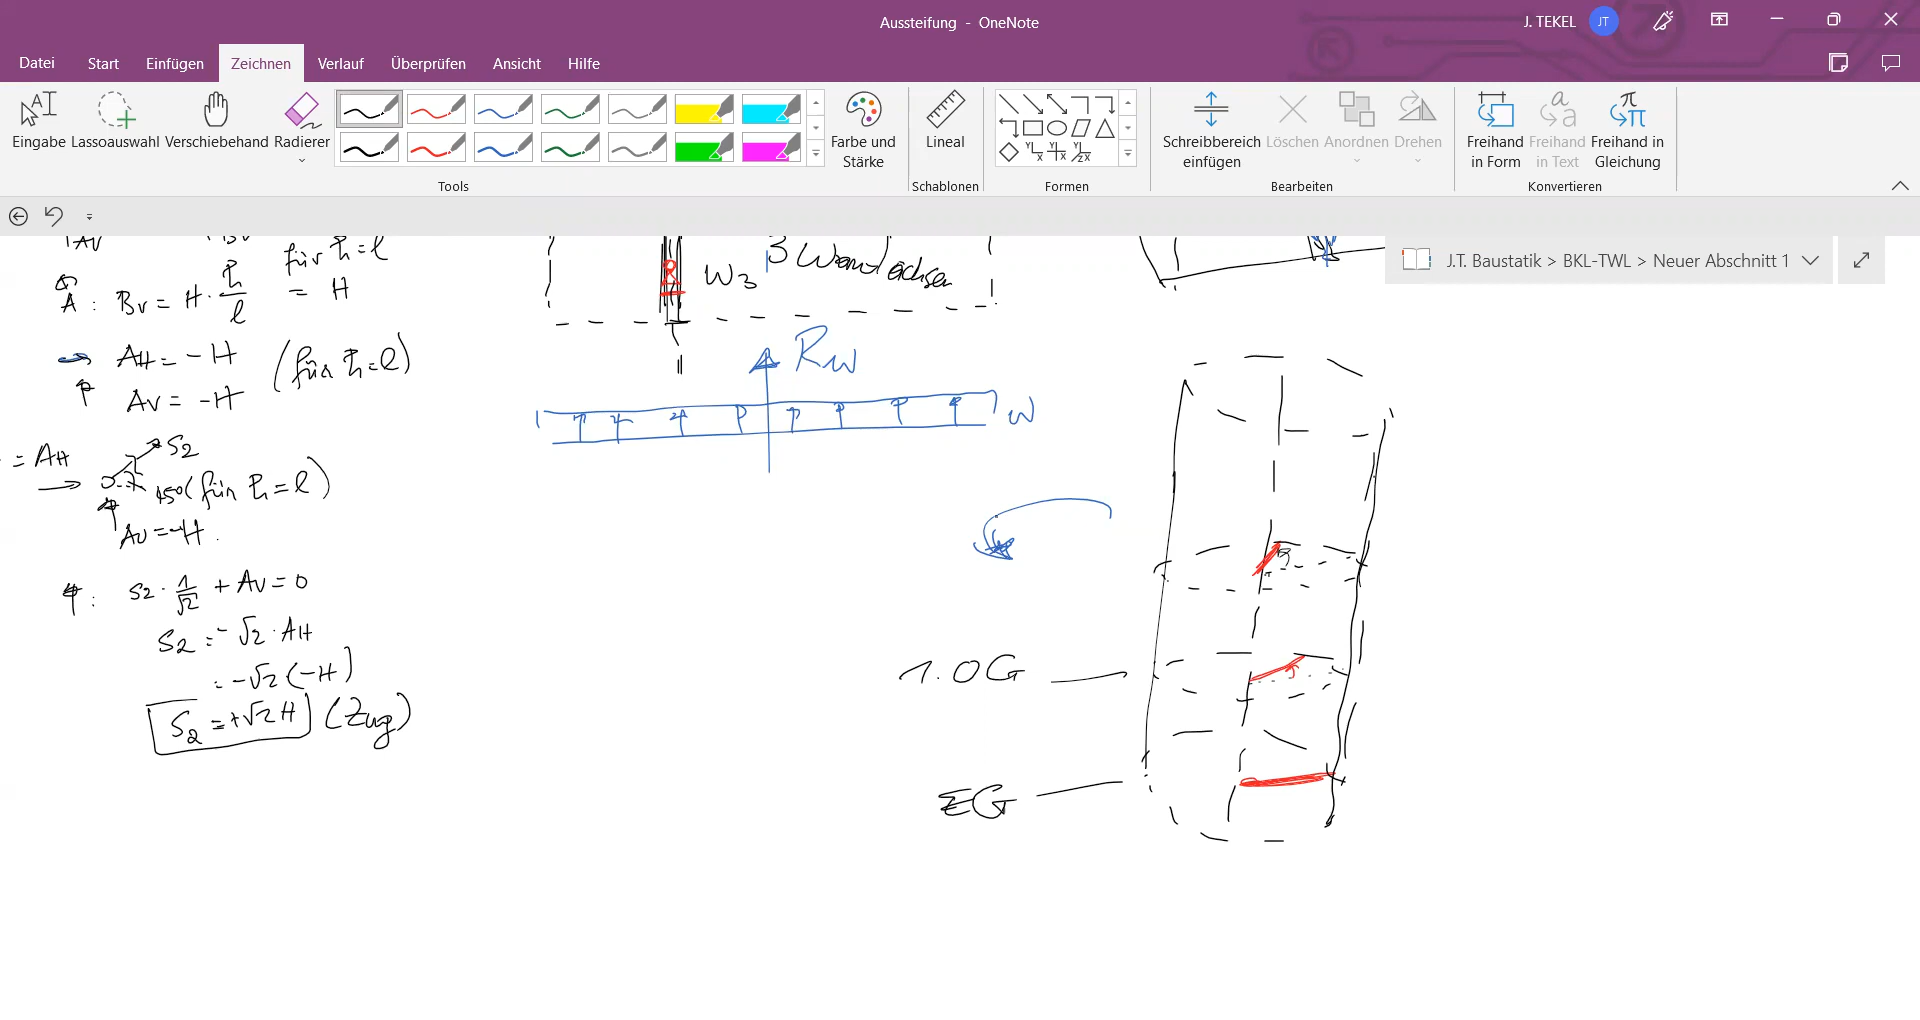 Aussteifung - OneNote
J. TEKEL
JT
Datei
Start
Einfügen
Zeichnen
Verlauf
Überprüfen
Ansicht
Hilfe
Eingabe
Lassoauswahl
Verschiebehand
Radierer
Farbe und
Stärke
Lineal
Schreibbereich
einfügen
Löschen
Anordnen
Drehen
Freihand
in Form
Freihand
in Text
Freihand in
Gleichung
Tools
Schablonen
Formen
Bearbeiten
Konvertieren
J.T. Baustatik > BKL-TWL > Neuer Abschnitt 1
für h = l
A : Bv = H · h/l = H
AH = -H (für h = l)
Av = -H
= AH
S2
45° (für h = l)
Av = -H
S2 · 1/√2 + Av = 0
S2 = -√2 · AH
= -√2 (-H)
S2 = +√2 H (Zug)
W3
3 Wandachsen
RW
W
1. OG
EG